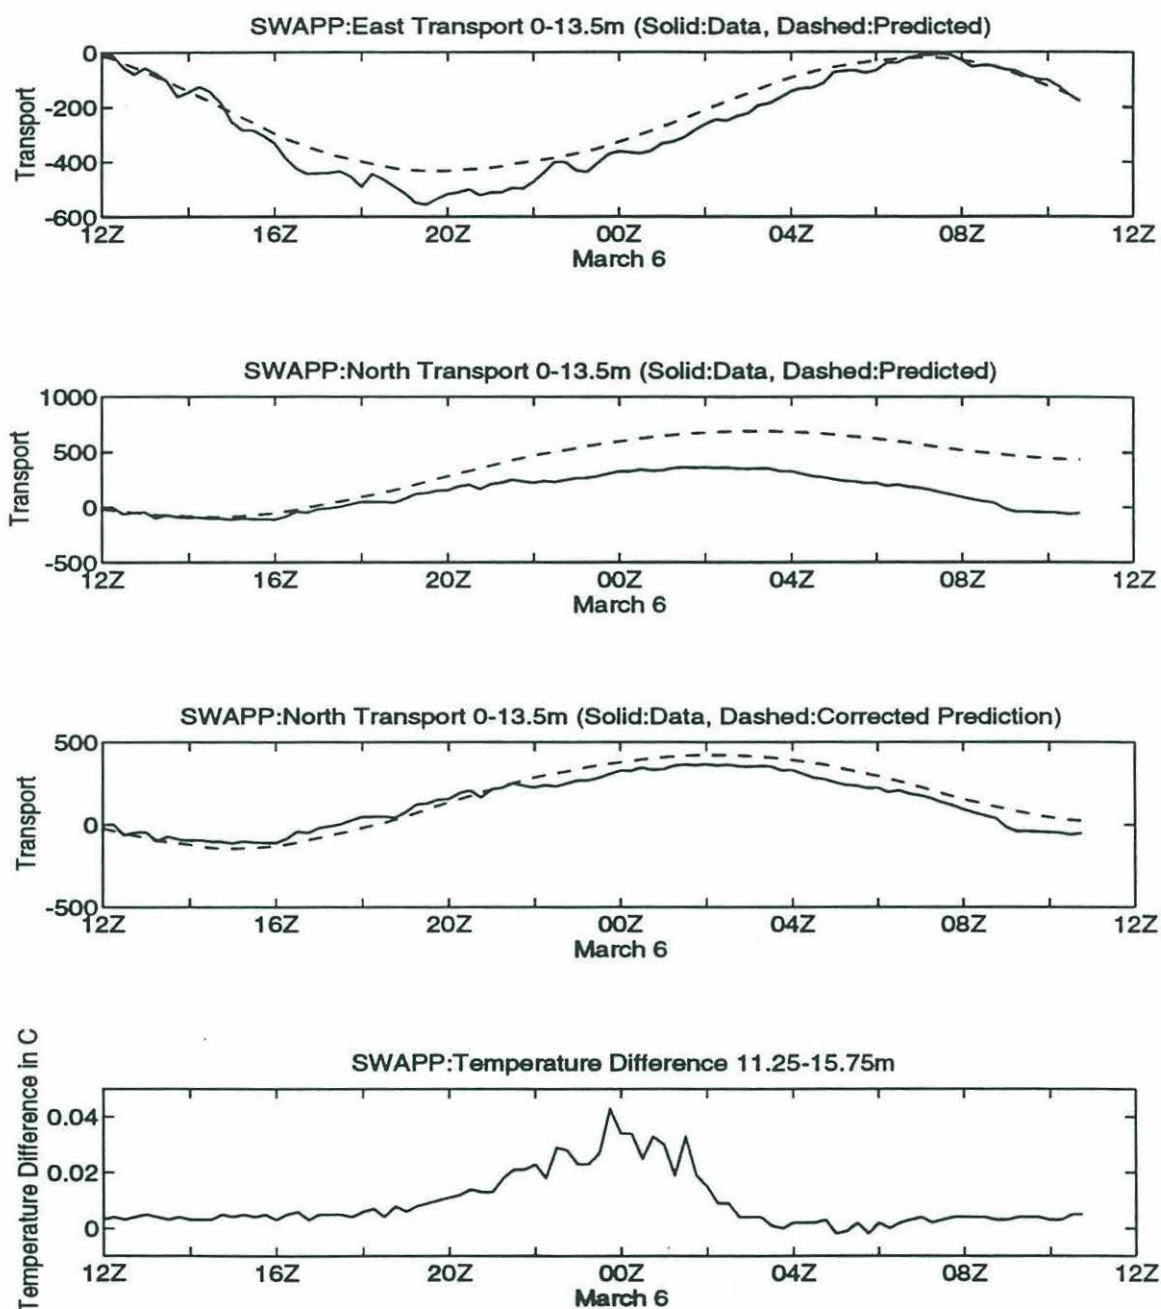 SWAPP:East Transport 0-13.5m (Solid:Data, Dashed:Predicted)
Transport
0
-200
-400
-600
12Z 16Z 20Z 00Z 04Z 08Z 12Z
March 6
SWAPP:North Transport 0-13.5m (Solid:Data, Dashed:Predicted)
Transport
1000
500
0
-500
12Z 16Z 20Z 00Z 04Z 08Z 12Z
March 6
SWAPP:North Transport 0-13.5m (Solid:Data, Dashed:Corrected Prediction)
Transport
500
0
-500
12Z 16Z 20Z 00Z 04Z 08Z 12Z
March 6
SWAPP:Temperature Difference 11.25-15.75m
Temperature Difference in C
0.04
0.02
0
12Z 16Z 20Z 00Z 04Z 08Z 12Z
March 6